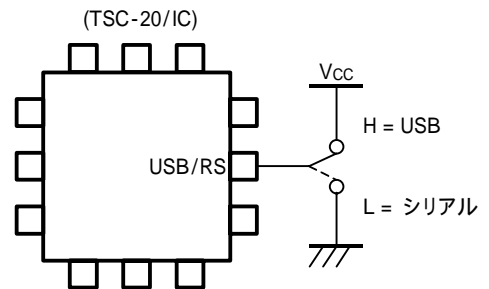 (TSC-20/IC)
Vcc
H = USB
USB/RS
L = シリアル